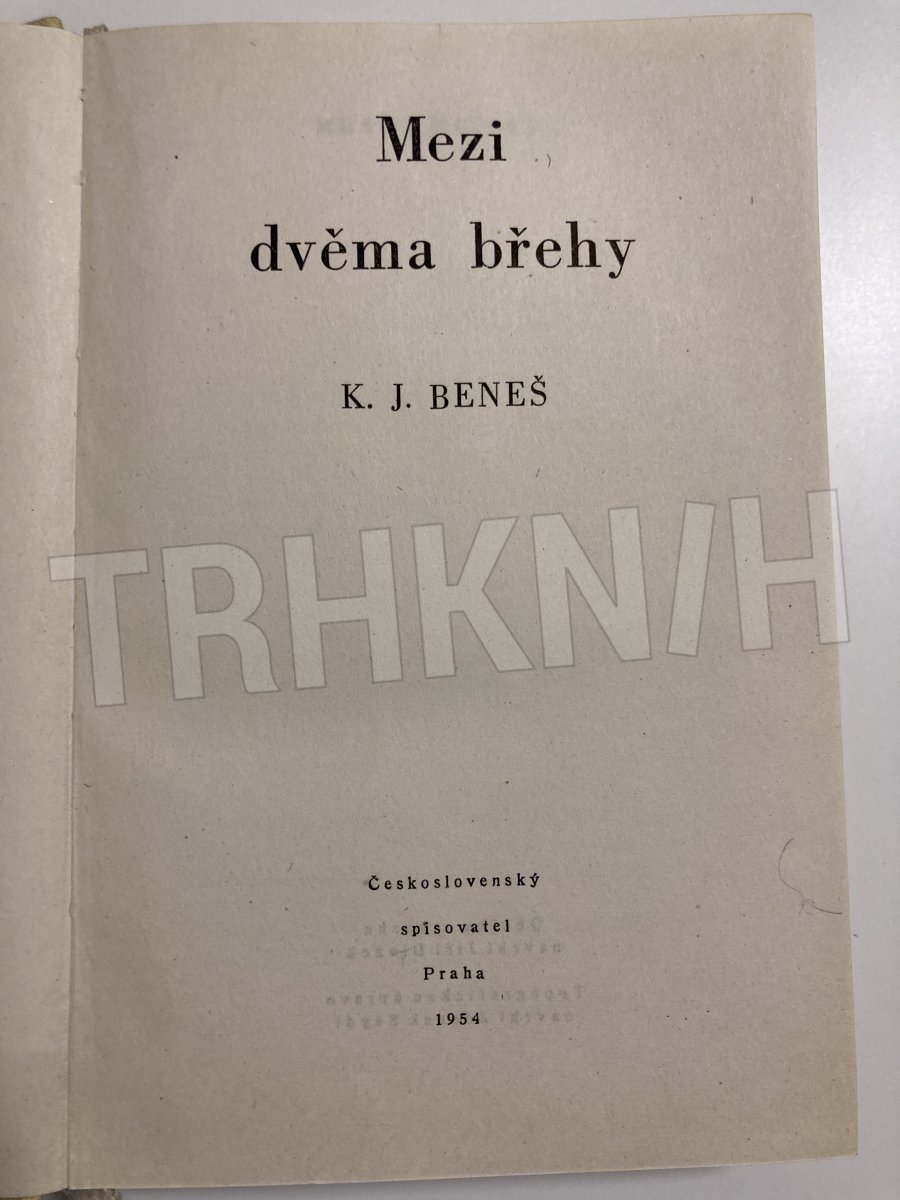 Mezi
dvěma břehy
K. J. BENEŠ
TRHKNIH
Československý
spisovatel
Praha
1954